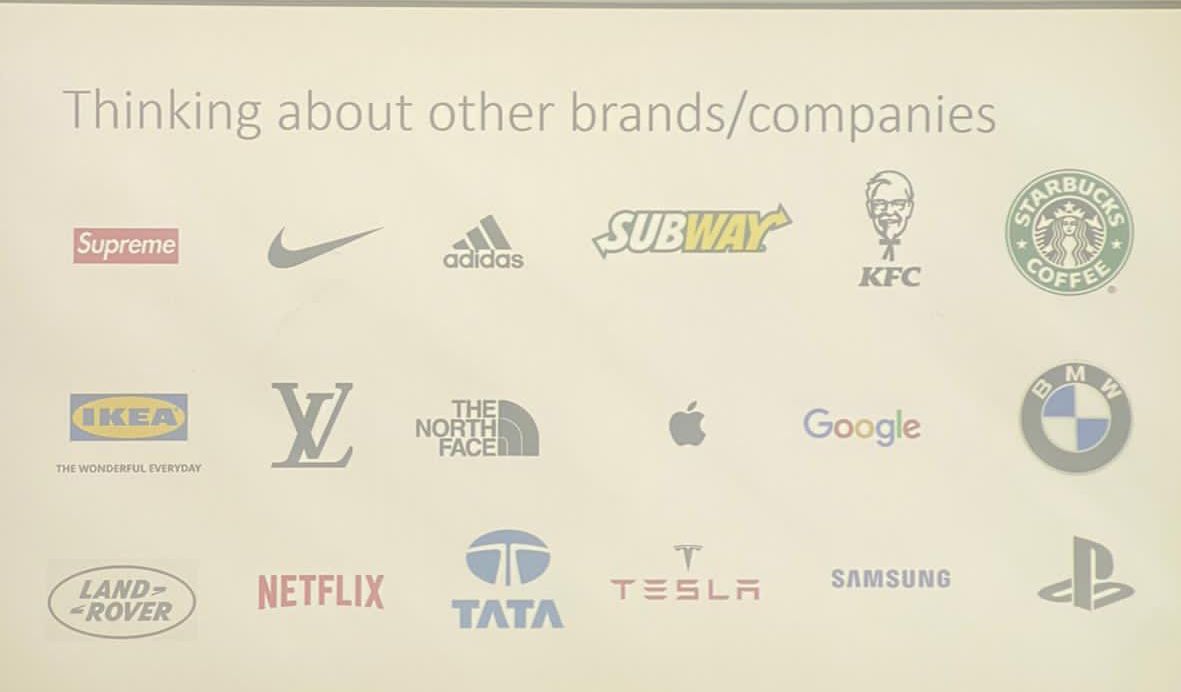 Thinking about other brands/companies
Supreme
adidas
SUBWAY
KFC
STARBUCKS
COFFEE
IKEA
THE WONDERFUL EVERYDAY
LV
THE
NORTH
FACE
Google
BMW
LAND-
-ROVER
NETFLIX
TATA
TESLA
SAMSUNG